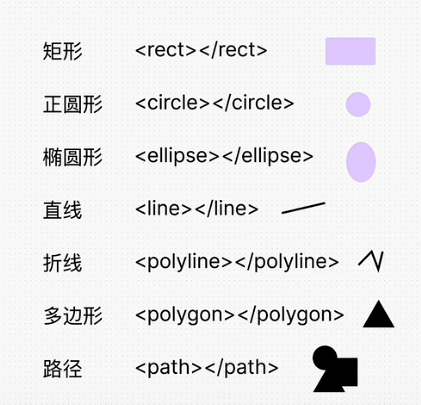 矩形 <rect></rect>
正圆形 <circle></circle>
椭圆形 <ellipse></ellipse>
直线 <line></line>
折线 <polyline></polyline>
多边形 <polygon></polygon>
路径 <path></path>